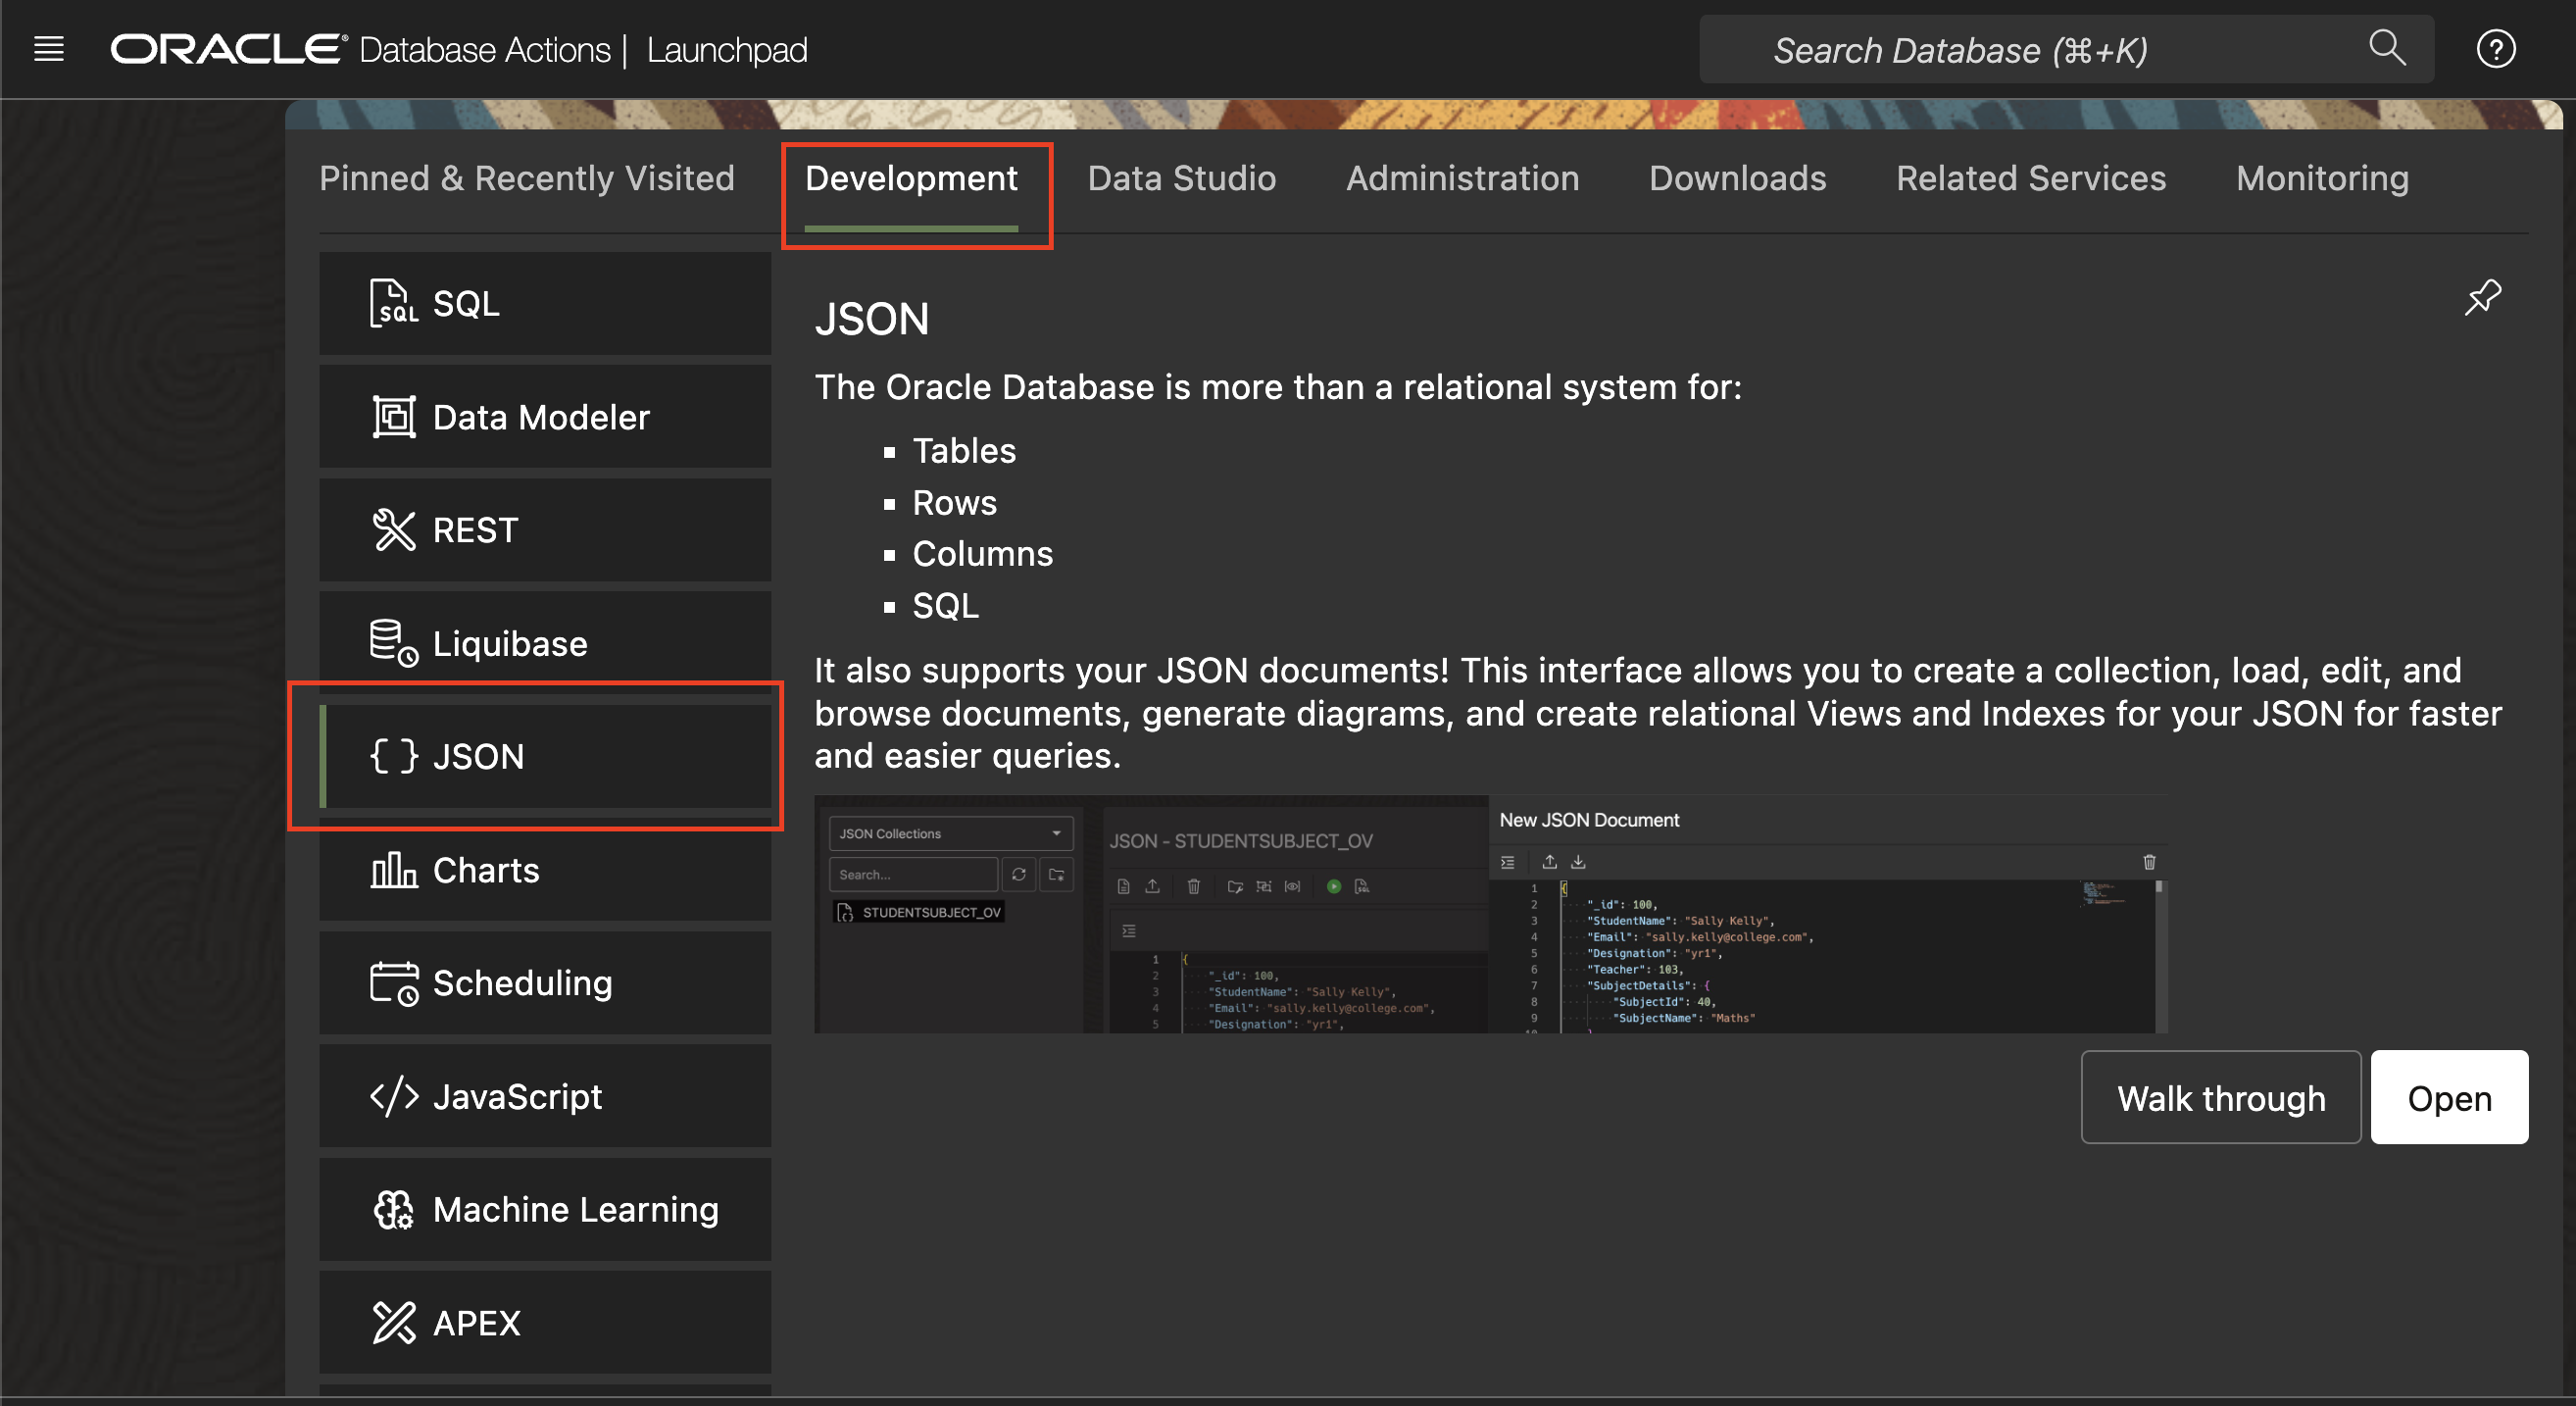 ORACLE® Database Actions | Launchpad
Search Database (⌘+K)
Pinned & Recently Visited
Development
Data Studio
Administration
Downloads
Related Services
Monitoring
SQL
Data Modeler
REST
Liquibase
{ } JSON
Charts
Scheduling
</> JavaScript
Machine Learning
APEX
JSON
The Oracle Database is more than a relational system for:
▪ Tables
▪ Rows
▪ Columns
▪ SQL
It also supports your JSON documents! This interface allows you to create a collection, load, edit, and
browse documents, generate diagrams, and create relational Views and Indexes for your JSON for faster
and easier queries.
JSON Collections
Search...
STUDENTSUBJECT_OV
JSON - STUDENTSUBJECT_OV
1 {
2 "_id": 100,
3 "StudentName": "Sally Kelly",
4 "Email": "sally.kelly@college.com",
5 "Designation": "yr1",
New JSON Document
1 {
2 "_id": 100,
3 "StudentName": "Sally Kelly",
4 "Email": "sally.kelly@college.com",
5 "Designation": "yr1",
6 "Teacher": 103,
7 "SubjectDetails": {
8 "SubjectId": 40,
9 "SubjectName": "Maths"
Walk through
Open